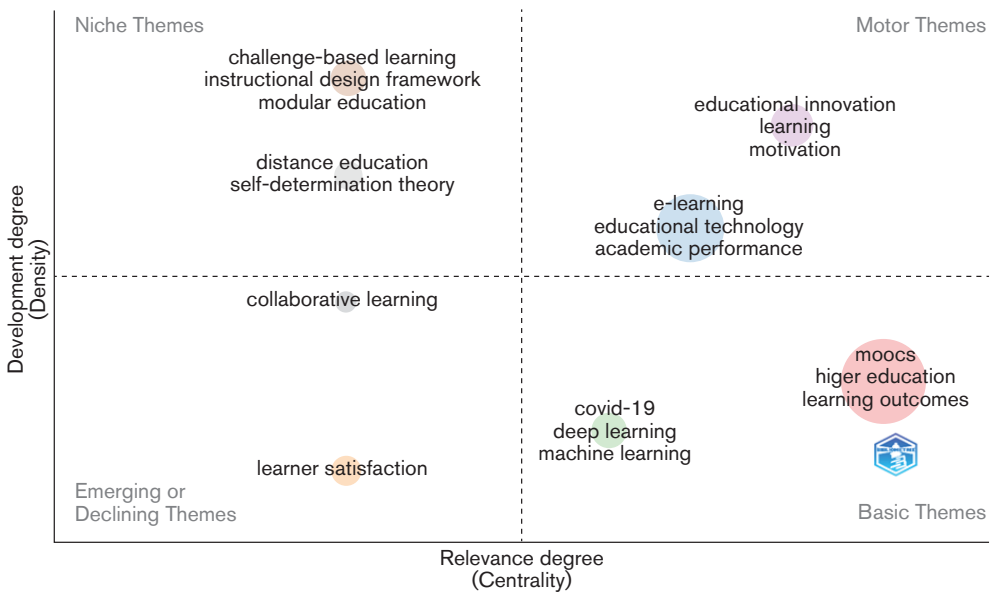 Niche Themes
Motor Themes
challenge-based learning
instructional design framework
modular education
educational innovation
learning
motivation
distance education
self-determination theory
e-learning
educational technology
academic performance
collaborative learning
moocs
higer education
learning outcomes
covid-19
deep learning
machine learning
learner satisfaction
Emerging or
Declining Themes
Basic Themes
Development degree
(Density)
Relevance degree
(Centrality)